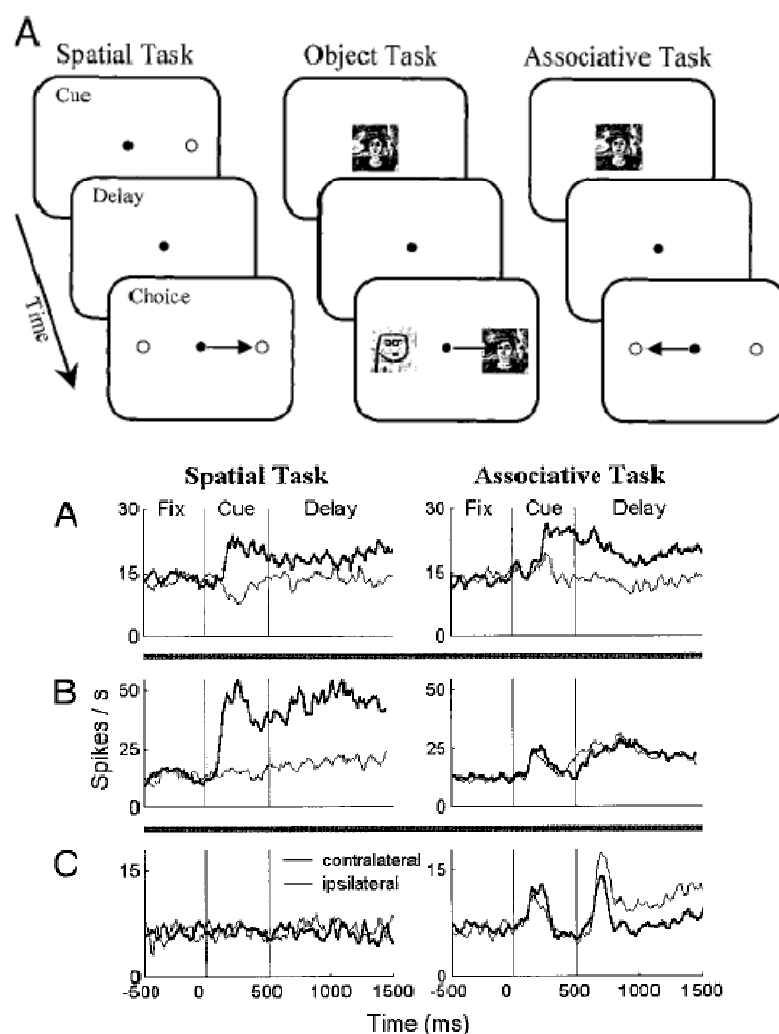 A
Spatial Task Object Task Associative Task
Cue
Delay
Choice
Time
Spatial Task Associative Task
A
Fix Cue Delay Fix Cue Delay
30 30
15 15
0 0
B
Spikes / s
50 50
25 25
0 0
C
contralateral
ipsilateral
15 15
0 0
-500 0 500 1000 1500 -500 0 500 1000 1500
Time (ms)